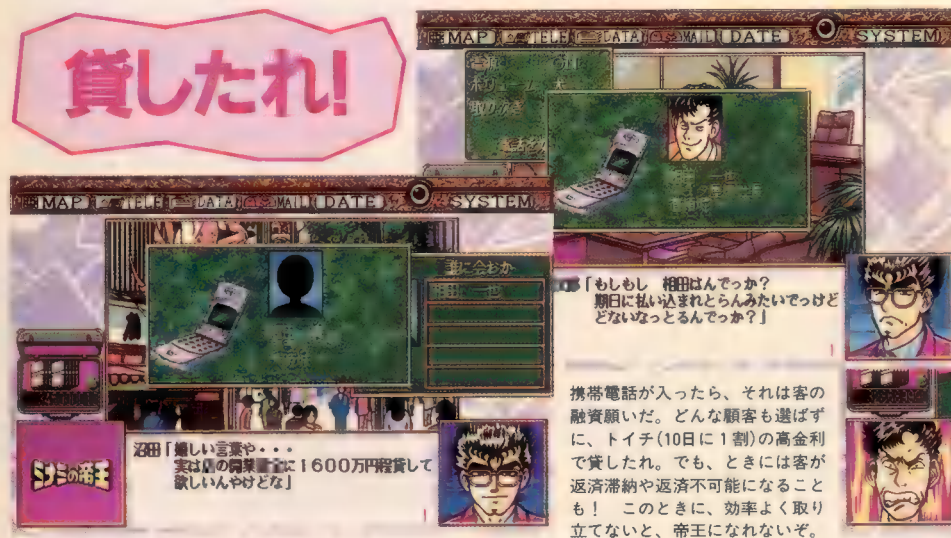 貸したれ!
MAP TELE DATA MAIL DATE SYSTEM
MAP TELE DATA MAIL DATE SYSTEM
誰に会おか
「もしもし 相田はんでっか?
期日に払い込まれとらんみたいでっけど
どないなっとるんでっか?」
ミナミの帝王
沼田「嬉しい言葉や・・・
実は の開業 に1600万円程貸して
欲しいんやけどな」
携帯電話が入ったら、それは客の
融資願いだ。どんな顧客も選ばず
に、トイチ(10日に1割)の高金利
で貸したれ。でも、ときには客が
返済滞納や返済不可能になること
も! このときに、効率よく取り
立てないと、帝王になれないぞ。